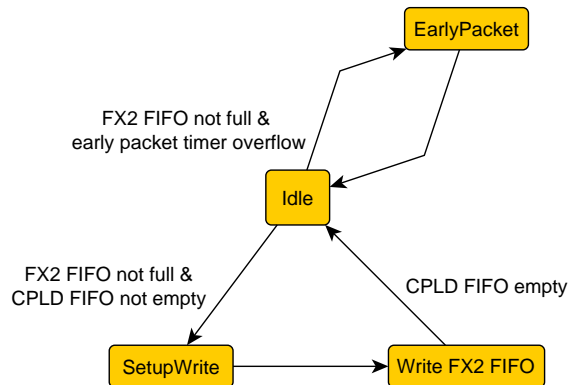 EarlyPacket
FX2 FIFO not full &
early packet timer overflow
Idle
FX2 FIFO not full &
CPLD FIFO not empty
CPLD FIFO empty
SetupWrite
Write FX2 FIFO